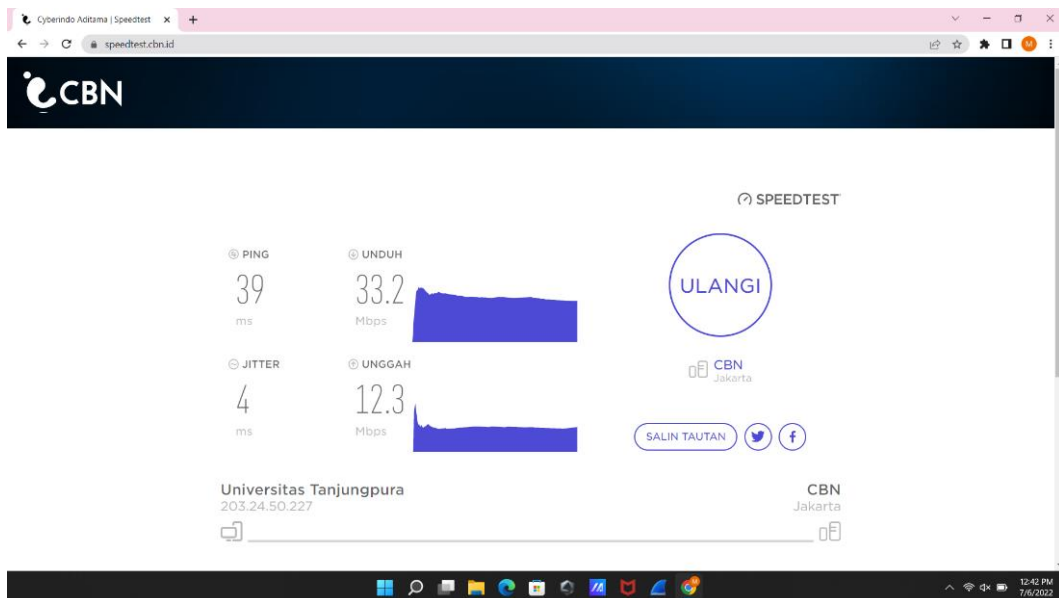 Cyberindo Aditama | Speedtest
speedtest.cbn.id
M
CBN
SPEEDTEST
PING
39
ms
UNDUH
33.2
Mbps
ULANGI
JITTER
4
ms
UNGGAH
12.3
Mbps
CBN
Jakarta
SALIN TAUTAN
Universitas Tanjungpura
203.24.50.227
CBN
Jakarta
12:42 PM
7/6/2022